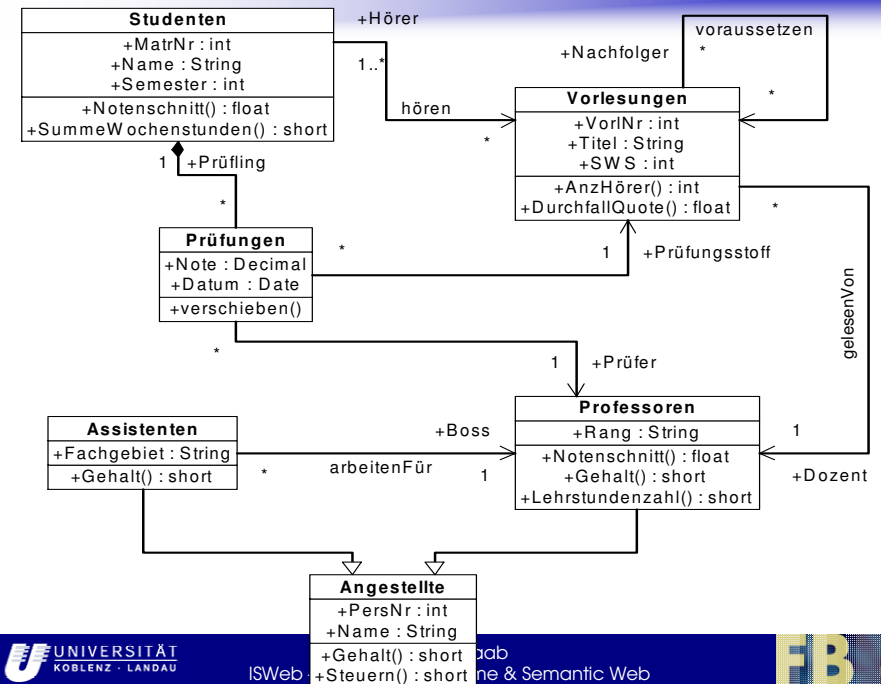 Studenten
+MatrNr : int
+Name : String
+Semester : int
+Notenschnitt() : float
+SummeWochenstunden() : short
+Hörer
1..*
hören
*
voraussetzen
+Nachfolger
*
*
Vorlesungen
+VorlNr : int
+Titel : String
+SWS : int
+AnzHörer() : int
+DurchfallQuote() : float
1
+Prüfling
*
*
Prüfungen
+Note : Decimal
+Datum : Date
+verschieben()
*
1
+Prüfungsstoff
gelesenVon
*
1
+Prüfer
Professoren
+Rang : String
+Notenschnitt() : float
+Gehalt() : short
+Lehrstundenzahl() : short
1
+Dozent
Assistenten
+Fachgebiet : String
+Gehalt() : short
+Boss
*
arbeitenFür
1
Angestellte
+PersNr : int
+Name : String
+Gehalt() : short
+Steuern() : short
UNIVERSITÄT
KOBLENZ · LANDAU
aab
ISWeb
me & Semantic Web
FB